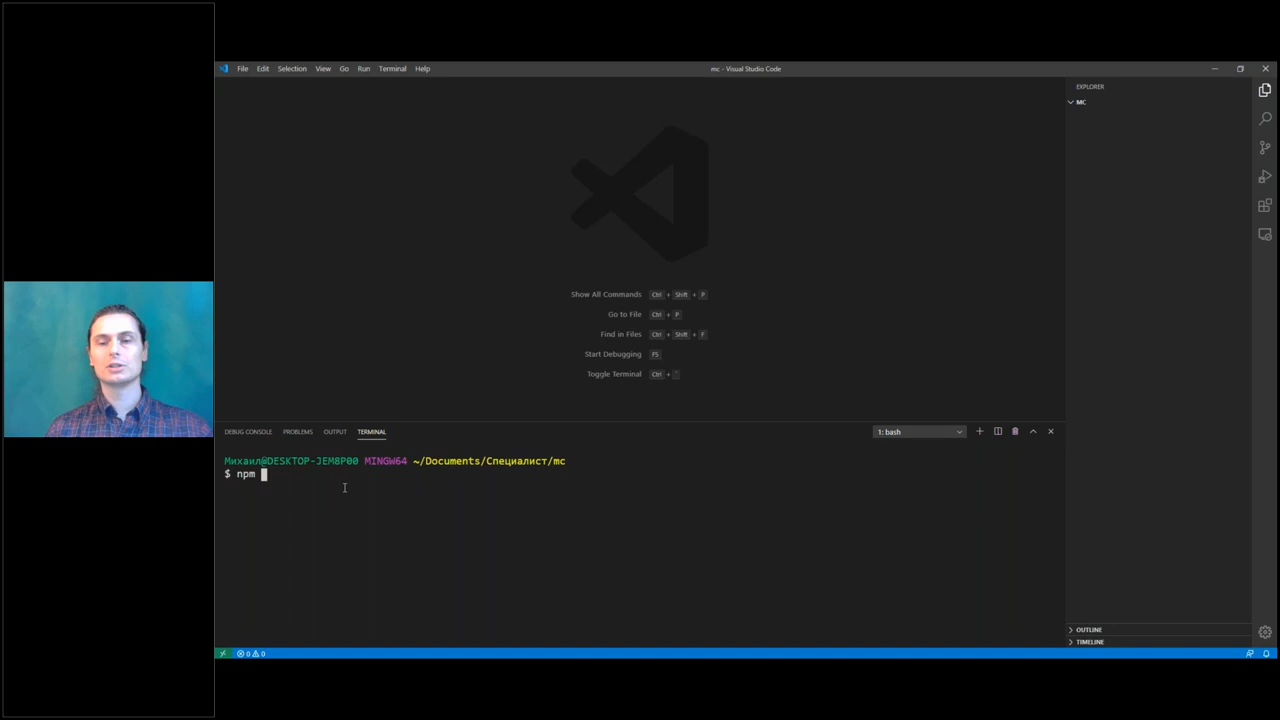 File Edit Selection View Go Run Terminal Help
mc - Visual Studio Code
EXPLORER
MC
Show All Commands Ctrl + Shift + P
Go to File Ctrl + P
Find in Files Ctrl + Shift + F
Start Debugging F5
Toggle Terminal Ctrl + `
DEBUG CONSOLE PROBLEMS OUTPUT TERMINAL
1: bash
Михаил@DESKTOP-JEM8P00 MINGW64 ~/Documents/Специалист/mc
$ npm
OUTLINE
TIMELINE
0 0